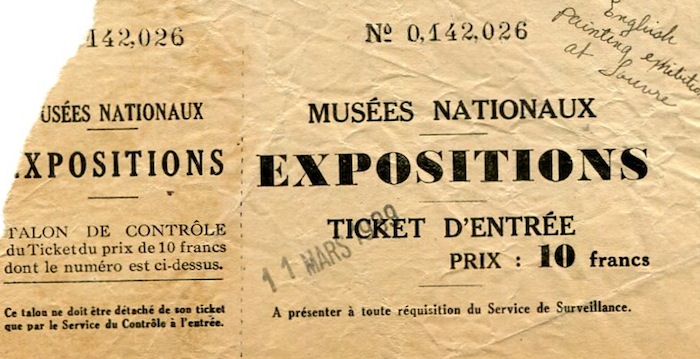 142,026
USÉES NATIONAUX
EXPOSITIONS
TALON DE CONTRÔLE
du Ticket du prix de 10 francs
dont le numéro est ci-dessus.
Ce talon ne doit être détaché de son ticket
que par le Service du Contrôle à l'entrée.
Nº 0,142,026
English
painting exhibition
at Louvre
MUSÉES NATIONAUX
EXPOSITIONS
TICKET D'ENTRÉE
PRIX : 10 francs
11 MARS
A présenter à toute réquisition du Service de Surveillance.